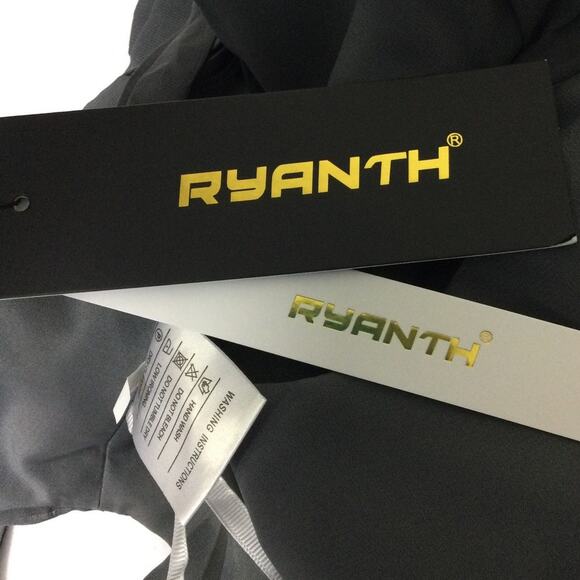 RYANTH®
RYANTH®
WASHING INSTRUCTIONS
HAND WASH
DO NOT BLEACH
DO NOT TUMBLE DRY
LOW IRONING